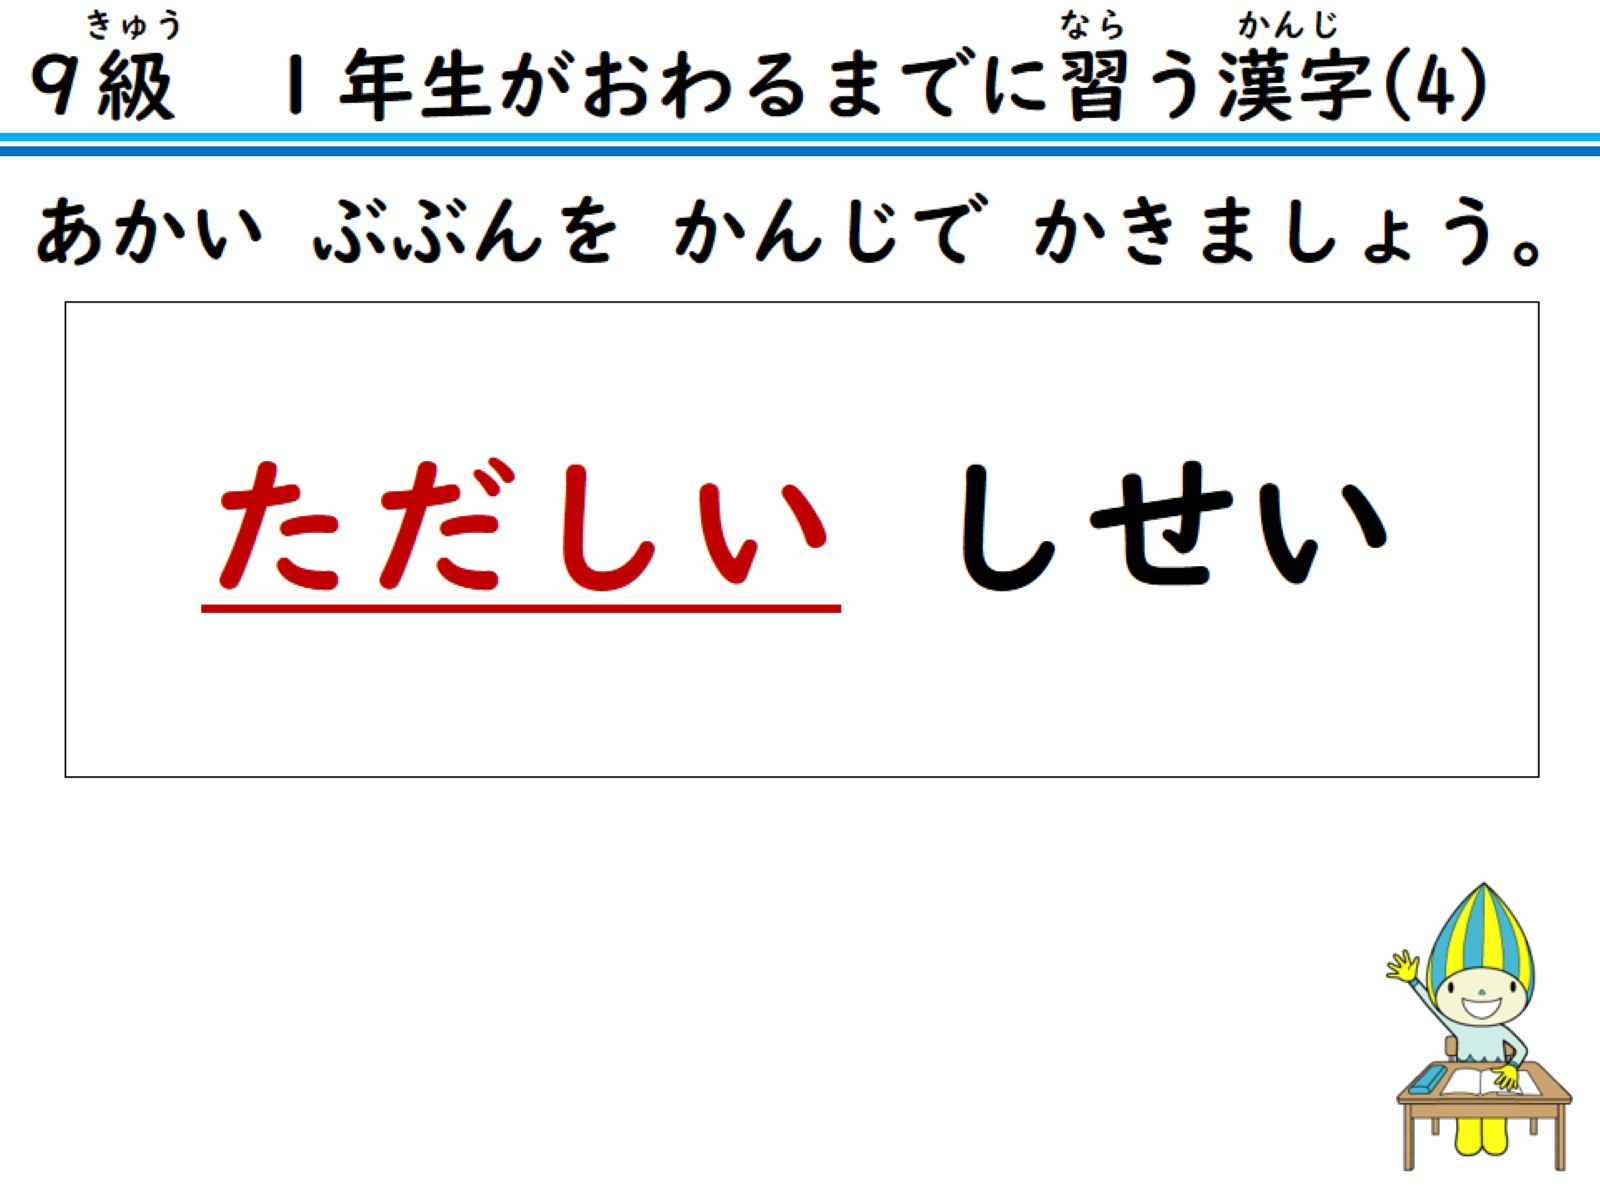 きゅう なら かんじ
9級 1年生がおわるまでに習う漢字(4)
あかい ぶぶんを かんじで かきましょう。
ただしい しせい